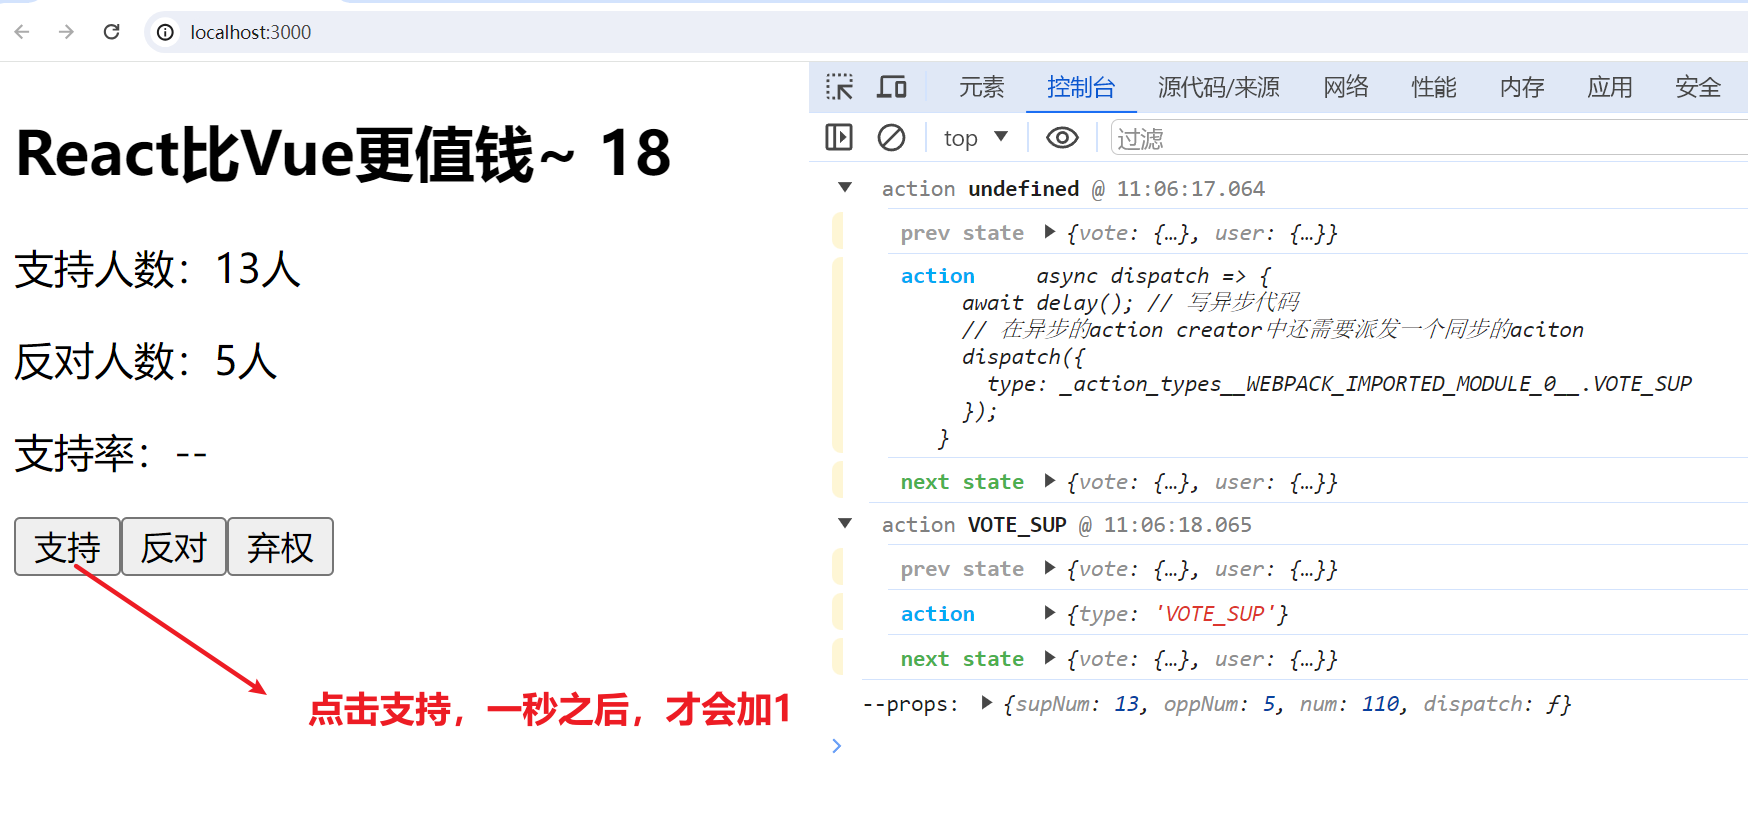 localhost:3000
React比Vue更值钱~ 18
支持人数：13人
反对人数：5人
支持率：--
支持 反对 弃权
点击支持，一秒之后，才会加1
元素 控制台 源代码/来源 网络 性能 内存 应用 安全
top 过滤
action undefined @ 11:06:17.064
prev state {vote: {…}, user: {…}}
action async dispatch => {
await delay(); // 写异步代码
// 在异步的action creator中还需要派发一个同步的aciton
dispatch({
type: _action_types__WEBPACK_IMPORTED_MODULE_0__.VOTE_SUP
});
}
next state {vote: {…}, user: {…}}
action VOTE_SUP @ 11:06:18.065
prev state {vote: {…}, user: {…}}
action {type: 'VOTE_SUP'}
next state {vote: {…}, user: {…}}
--props: {supNum: 13, oppNum: 5, num: 110, dispatch: ƒ}